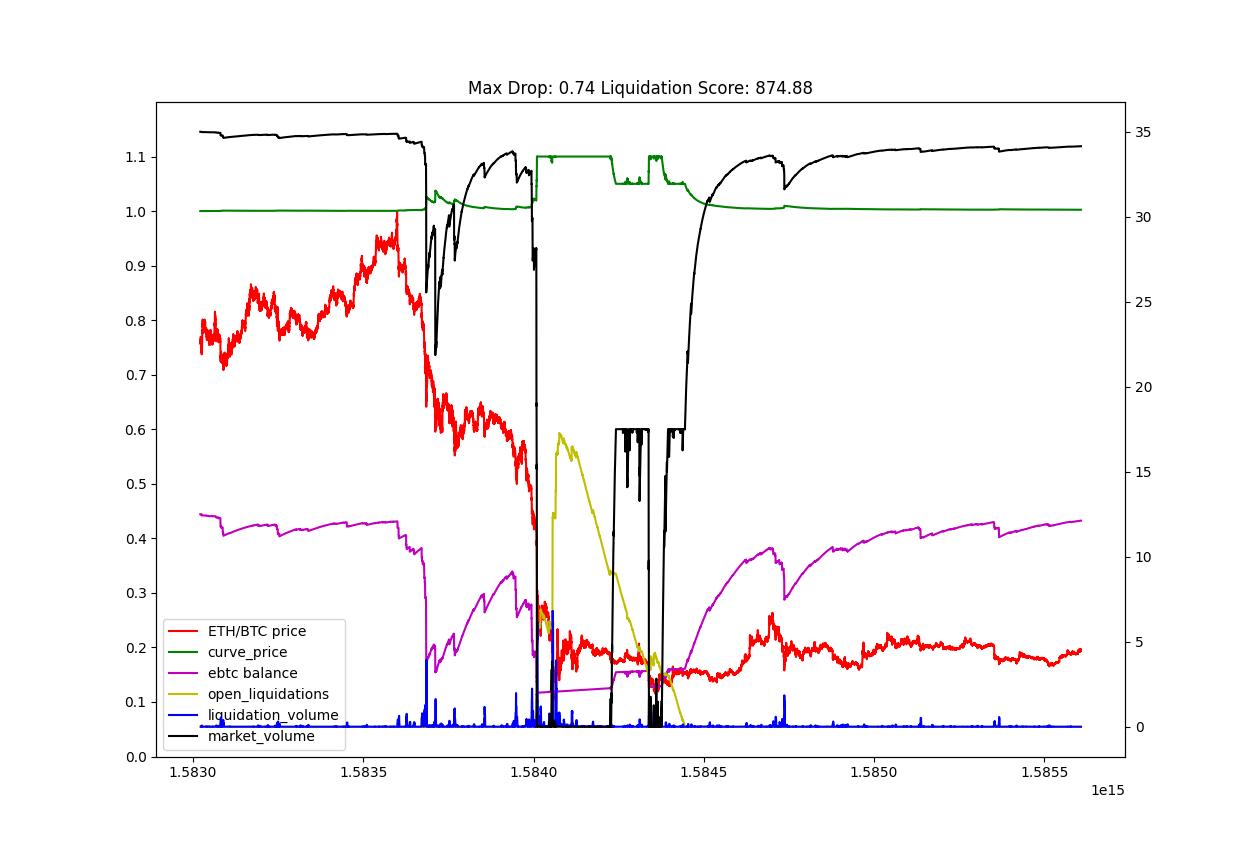 Max Drop: 0.74 Liquidation Score: 874.88
1.1
1.0
0.9
0.8
0.7
0.6
0.5
0.4
0.3
0.2
0.1
0.0
35
30
25
20
15
10
5
0
ETH/BTC price
curve_price
ebtc balance
open_liquidations
liquidation_volume
market_volume
1.5830 1.5835 1.5840 1.5845 1.5850 1.5855
1e15